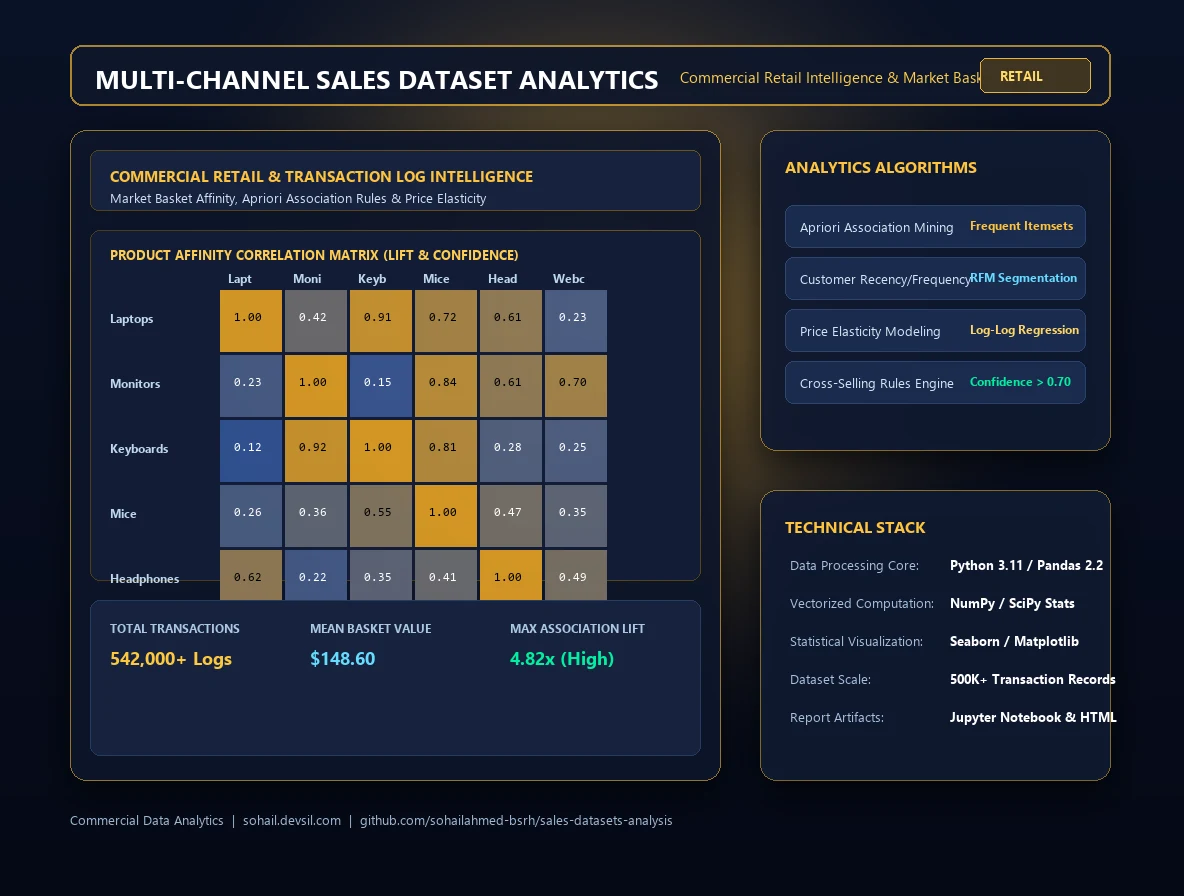 MULTI-CHANNEL SALES DATASET ANALYTICS Commercial Retail Intelligence & Market Bask RETAIL
COMMERCIAL RETAIL & TRANSACTION LOG INTELLIGENCE
Market Basket Affinity, Apriori Association Rules & Price Elasticity
PRODUCT AFFINITY CORRELATION MATRIX (LIFT & CONFIDENCE)
Lapt Moni Keyb Mice Head Webc
Laptops 1.00 0.42 0.91 0.72 0.61 0.23
Monitors 0.23 1.00 0.15 0.84 0.61 0.70
Keyboards 0.12 0.92 1.00 0.81 0.28 0.25
Mice 0.26 0.36 0.55 1.00 0.47 0.35
Headphones 0.62 0.22 0.35 0.41 1.00 0.49
TOTAL TRANSACTIONS MEAN BASKET VALUE MAX ASSOCIATION LIFT
542,000+ Logs $148.60 4.82x (High)
ANALYTICS ALGORITHMS
Apriori Association Mining Frequent Itemsets
Customer Recency/Frequency RFM Segmentation
Price Elasticity Modeling Log-Log Regression
Cross-Selling Rules Engine Confidence > 0.70
TECHNICAL STACK
Data Processing Core: Python 3.11 / Pandas 2.2
Vectorized Computation: NumPy / SciPy Stats
Statistical Visualization: Seaborn / Matplotlib
Dataset Scale: 500K+ Transaction Records
Report Artifacts: Jupyter Notebook & HTML
Commercial Data Analytics | sohail.devsil.com | github.com/sohailahmed-bsrh/sales-datasets-analysis